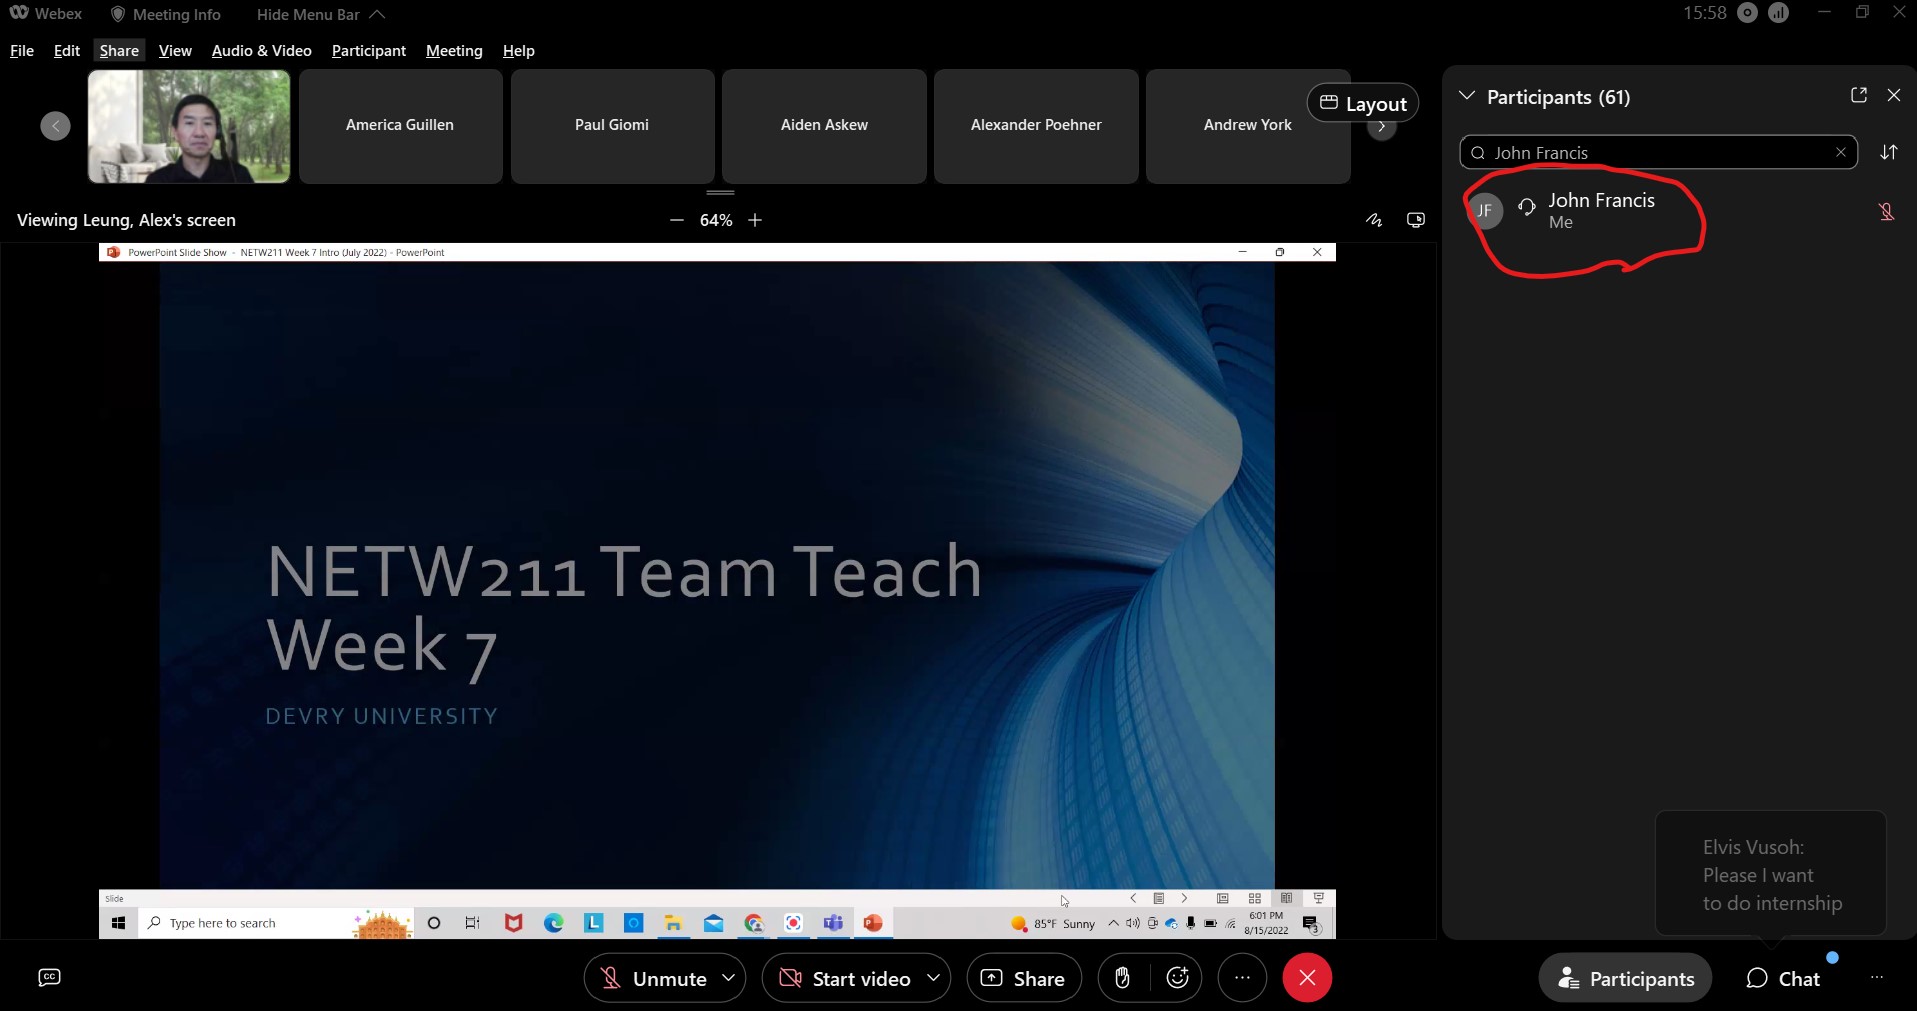 Webex
Meeting Info
Hide Menu Bar
15:58
File Edit Share View Audio & Video Participant Meeting Help
America Guillen
Paul Giomi
Aiden Askew
Alexander Poehner
Andrew York
Layout
Participants (61)
John Francis
JF
John Francis
Me
Viewing Leung, Alex's screen
64%
PowerPoint Slide Show - NETW211 Week 7 Intro (July 2022) - PowerPoint
NETW211 Team Teach
Week 7
DEVRY UNIVERSITY
Slide
Type here to search
L
85°F Sunny
6:01 PM
8/15/2022
3
Elvis Vusoh:
Please I want
to do internship
CC
Unmute
Start video
Share
Participants
Chat